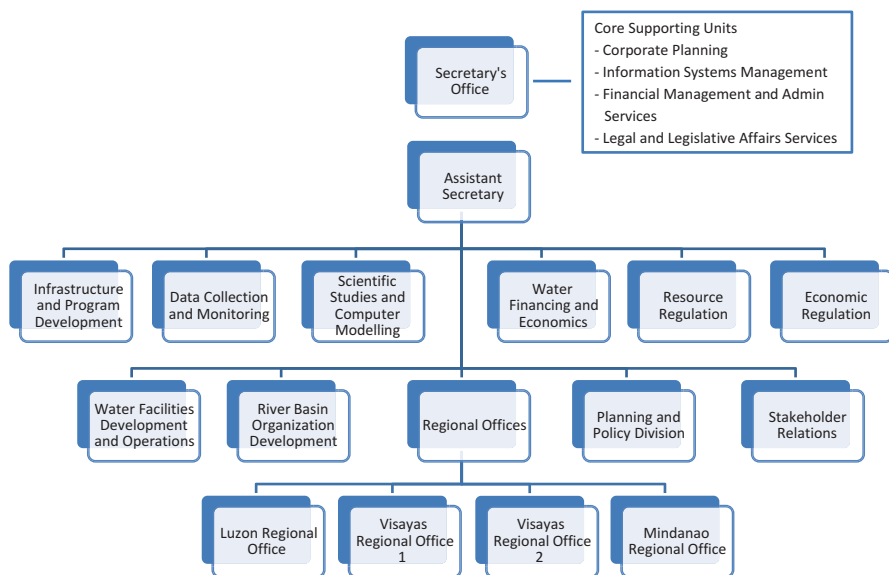 Core Supporting Units
- Corporate Planning
- Information Systems Management
- Financial Management and Admin
Services
- Legal and Legislative Affairs Services
Secretary's
Office
Assistant
Secretary
Infrastructure
and Program
Development
Data Collection
and Monitoring
Scientific
Studies and
Computer
Modelling
Water
Financing and
Economics
Resource
Regulation
Economic
Regulation
Water Facilities
Development
and Operations
River Basin
Organization
Development
Regional Offices
Planning and
Policy Division
Stakeholder
Relations
Luzon Regional
Office
Visayas
Regional Office
1
Visayas
Regional Office
2
Mindanao
Regional Office